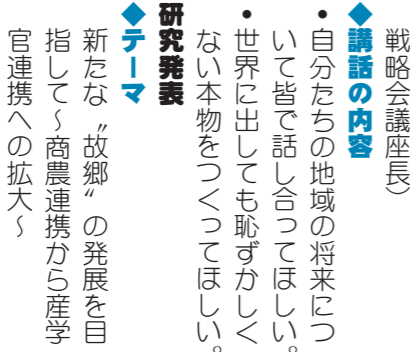 戦略会議座長）
◆講話の内容
•自分たちの地域の将来につ
いて皆で話し合ってほしい。
•世界に出しても恥ずかしく
ない本物をつくってほしい。
研究発表
◆テーマ
新たな〝故郷〟の発展を目
指して～商農連携から産学
官連携への拡大～